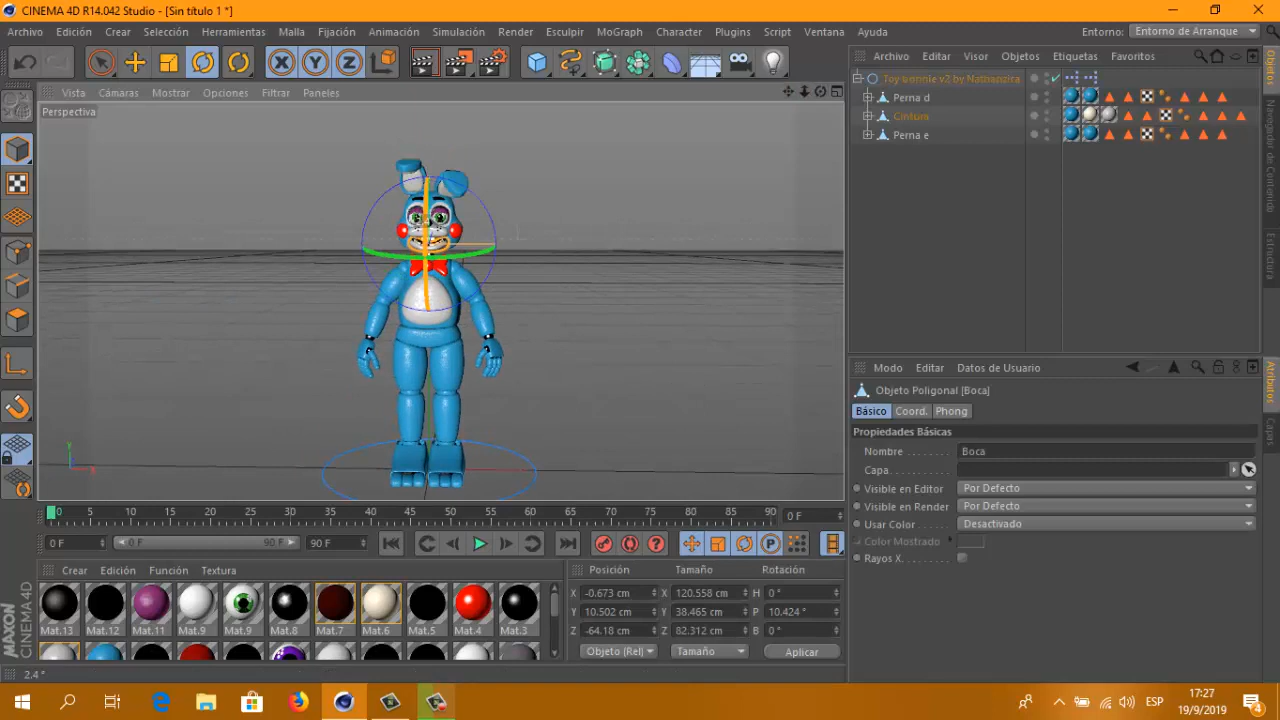 CINEMA 4D R14.042 Studio - [Sin título 1 *]
Archivo Edición Crear Selección Herramientas Malla Fijación Animación Simulación Render Esculpir MoGraph Character Plugins Script Ventana Ayuda Entorno: Entorno de Arranque
Vista Cámaras Mostrar Opciones Filtrar Paneles
Perspectiva
Archivo Editar Visor Objetos Etiquetas Favoritos
Toy bonnie v2 by Nathanzira
Perna d
Cintura
Perna e
Objetos
Navegador de Contenido
Estructura
Modo Editar Datos de Usuario
Objeto Poligonal [Boca]
Básico Coord. Phong
Propiedades Básicas
Nombre Boca
Capa
Visible en Editor Por Defecto
Visible en Render Por Defecto
Usar Color Desactivado
Color Mostrado
Rayos X
Atributos
Capas
Y
X
0 5 10 15 20 25 30 35 40 45 50 55 60 65 70 75 80 85 90 0 F
0 F 0 F 90 F 90 F
Crear Edición Función Textura
Mat.13 Mat.12 Mat.11 Mat.9 Mat.9 Mat.8 Mat.7 Mat.6 Mat.5 Mat.4 Mat.3
Posición Tamaño Rotación
X -0.673 cm X 120.558 cm H 0 °
Y 10.502 cm Y 38.465 cm P 10.424 °
Z -64.18 cm Z 82.312 cm B 0 °
Objeto (Rel) Tamaño Aplicar
MAXON
CINEMA 4D
2.4 °
ESP
17:27
19/9/2019
4